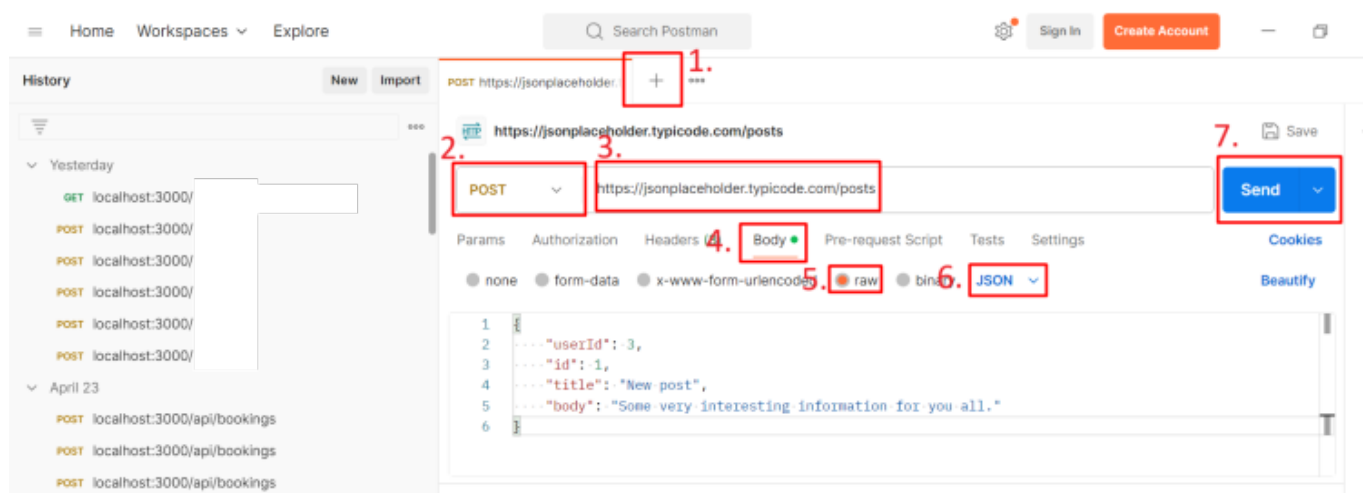 Home Workspaces Explore Search Postman Sign In Create Account
History New Import
POST https://jsonplaceholder. 1.
HTTP https://jsonplaceholder.typicode.com/posts Save
2. 3. 7.
POST https://jsonplaceholder.typicode.com/posts Send
Params Authorization Headers 4. Body Pre-request Script Tests Settings Cookies
none form-data x-www-form-urlencoded 5. raw binary 6. JSON Beautify
1 {
2 "userId": 3,
3 "id": 1,
4 "title": "New post",
5 "body": "Some very interesting information for you all."
6 }
Yesterday
GET localhost:3000/
POST localhost:3000/
POST localhost:3000/
POST localhost:3000/
POST localhost:3000/
POST localhost:3000/
April 23
POST localhost:3000/api/bookings
POST localhost:3000/api/bookings
POST localhost:3000/api/bookings